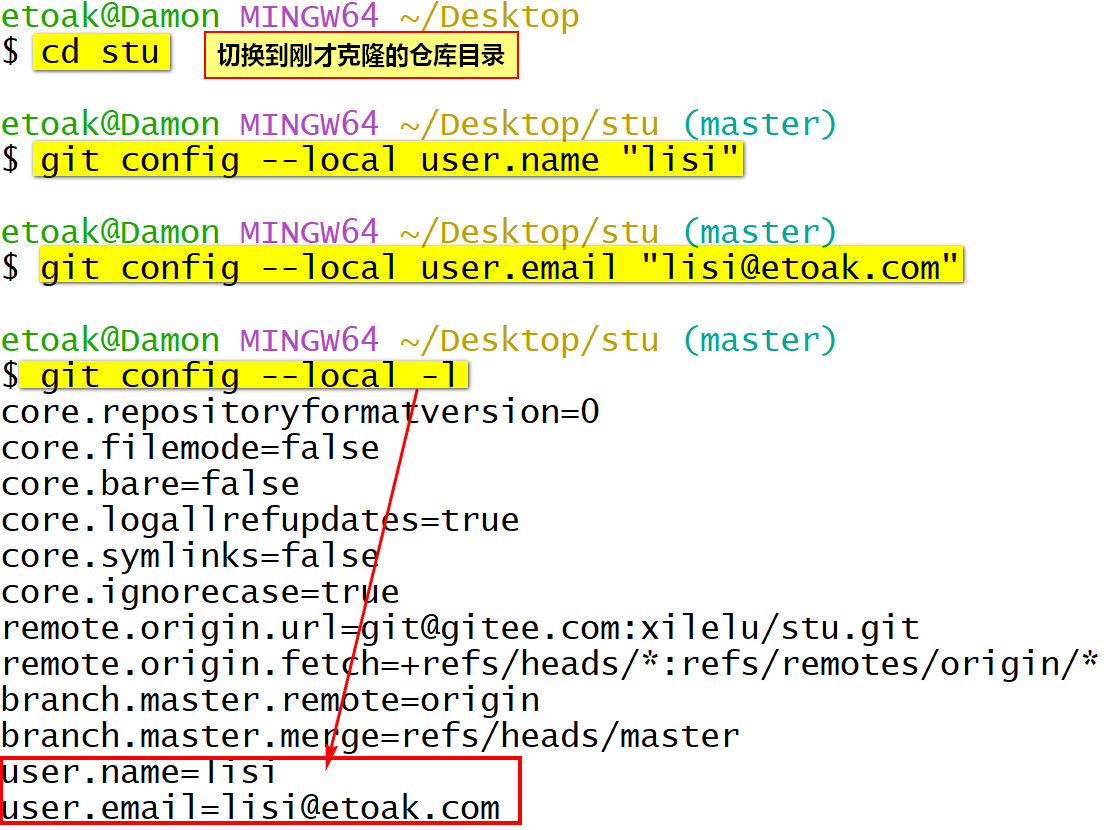 etoak@Damon MINGW64 ~/Desktop
$ cd stu 切换到刚才克隆的仓库目录
etoak@Damon MINGW64 ~/Desktop/stu (master)
$ git config --local user.name "lisi"
etoak@Damon MINGW64 ~/Desktop/stu (master)
$ git config --local user.email "lisi@etoak.com"
etoak@Damon MINGW64 ~/Desktop/stu (master)
$ git config --local -l
core.repositoryformatversion=0
core.filemode=false
core.bare=false
core.logallrefupdates=true
core.symlinks=false
core.ignorecase=true
remote.origin.url=git@gitee.com:xilelu/stu.git
remote.origin.fetch=+refs/heads/*:refs/remotes/origin/*
branch.master.remote=origin
branch.master.merge=refs/heads/master
user.name=lisi
user.email=lisi@etoak.com